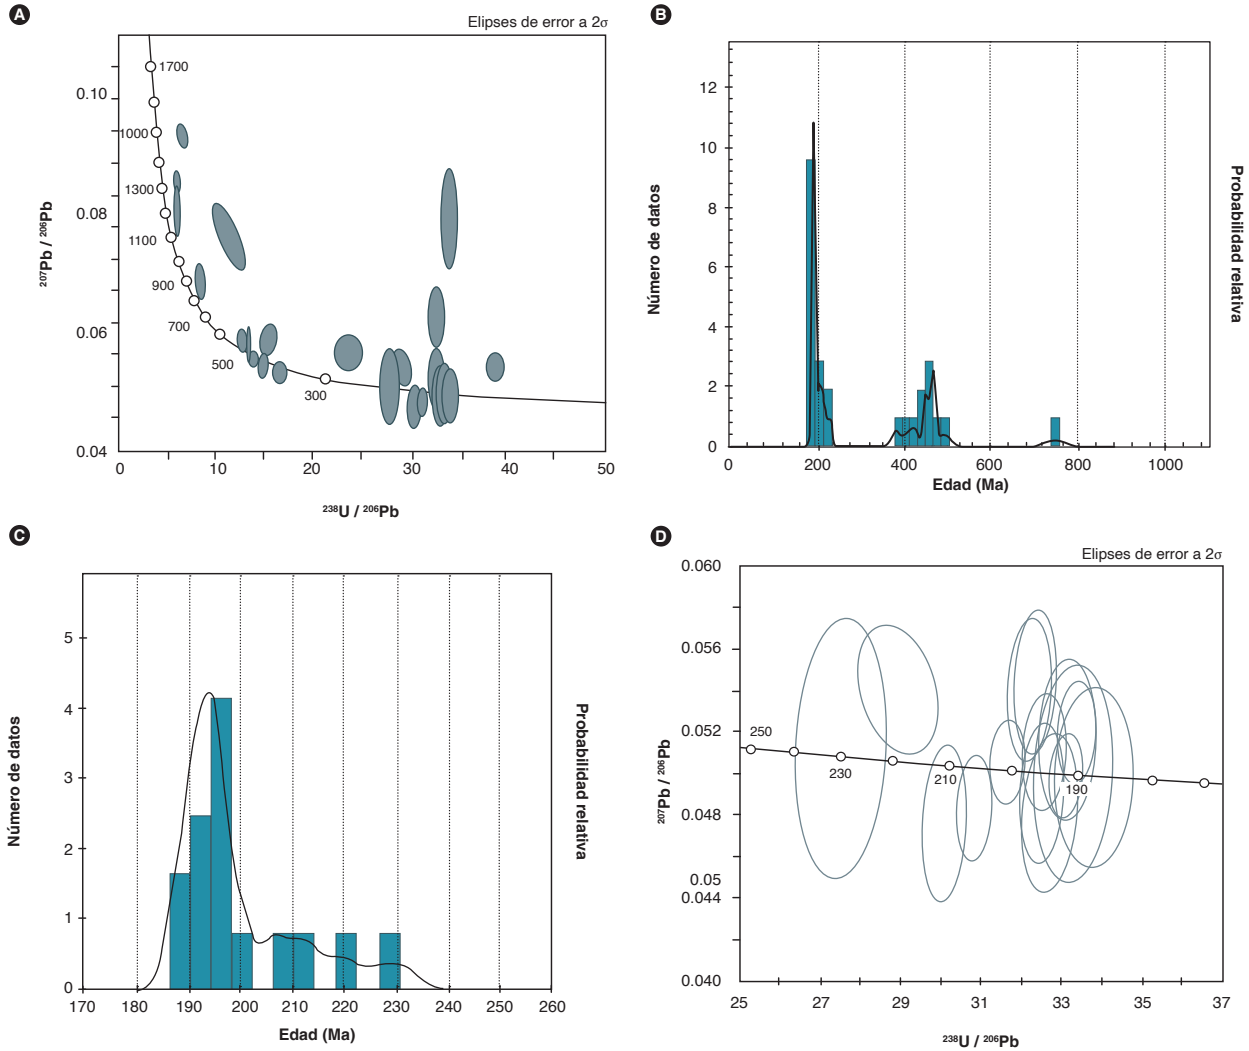 A
Elipses de error a 2σ
0.10
0.08
0.06
0.04
1700
1000
1300
1100
900
700
500
300
0 10 20 30 40 50
²⁰⁷Pb / ²⁰⁶Pb
²³⁸U / ²⁰⁶Pb
B
12
10
8
6
4
2
0
0 200 400 600 800 1000
Número de datos
Probabilidad relativa
Edad (Ma)
C
5
4
3
2
1
0
170 180 190 200 210 220 230 240 250 260
Número de datos
Probabilidad relativa
Edad (Ma)
D
Elipses de error a 2σ
0.060
0.056
0.052
0.048
0.05
0.044
0.040
250
230
210
190
25 27 29 31 33 35 37
²⁰⁷Pb / ²⁰⁶Pb
²³⁸U / ²⁰⁶Pb